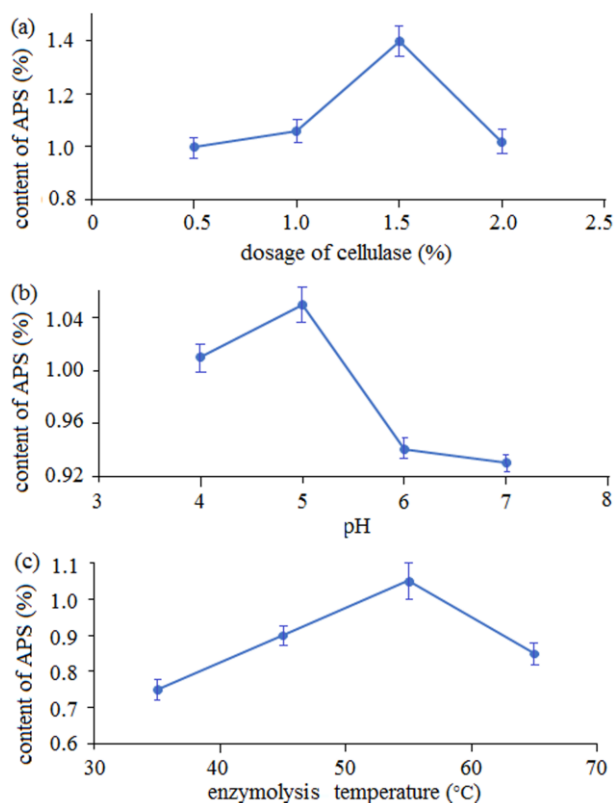 (a)
content of APS (%)
1.4
1.2
1.0
0.8
0 0.5 1.0 1.5 2.0 2.5
dosage of cellulase (%)
(b)
content of APS (%)
1.04
1.00
0.96
0.92
3 4 5 6 7 8
pH
(c)
content of APS (%)
1.1
1.0
0.9
0.8
0.7
0.6
30 40 50 60 70
enzymolysis temperature (°C)